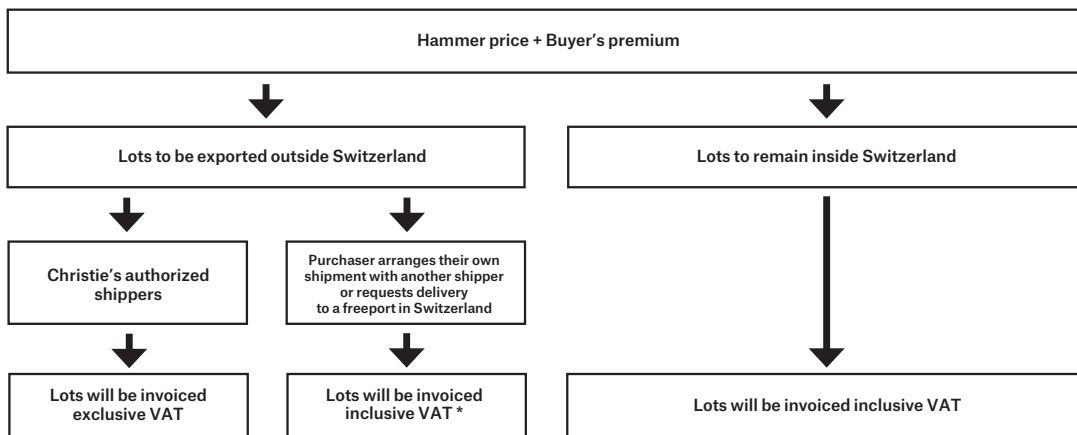 Hammer price + Buyer's premium
Lots to be exported outside Switzerland
Lots to remain inside Switzerland
Christie's authorized
shippers
Purchaser arranges their own
shipment with another shipper
or requests delivery
to a freeport in Switzerland
Lots will be invoiced
exclusive VAT
Lots will be invoiced
inclusive VAT *
Lots will be invoiced inclusive VAT